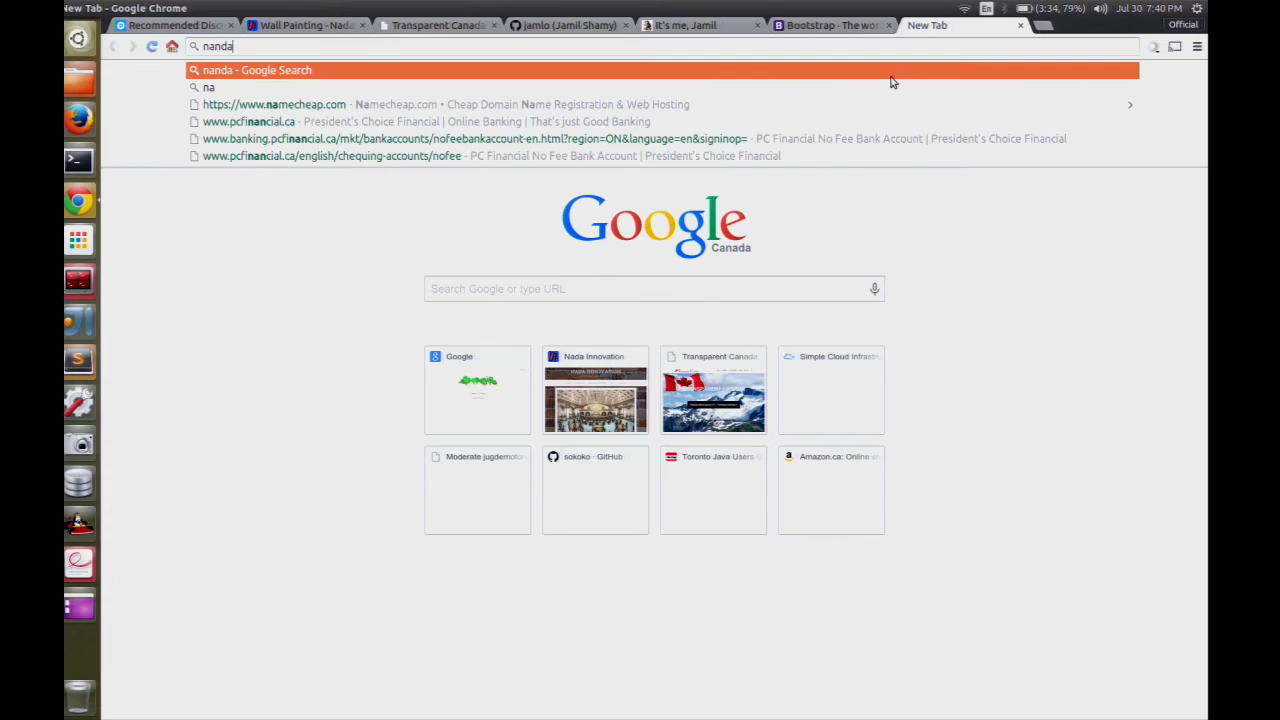 New Tab - Google Chrome
En (3:34, 79%) Jul 30 7:40 PM
Recommended Disc × Wall Painting - Nada × Transparent Canada × jamlo (Jamil Shamy) × It's me, Jamil × Bootstrap - The wor × New Tab × Official
nanda
nanda - Google Search
na
https://www.namecheap.com - Namecheap.com • Cheap Domain Name Registration & Web Hosting
www.pcfinancial.ca - President's Choice Financial | Online Banking | That's just Good Banking
www.banking.pcfinancial.ca/mkt/bankaccounts/nofeebankaccount-en.html?region=ON&language=en&signinop= - PC Financial No Fee Bank Account | President's Choice Financial
www.pcfinancial.ca/english/chequing-accounts/nofee - PC Financial No Fee Bank Account | President's Choice Financial
Google
Canada
Search Google or type URL
Google Nada Innovation Transparent Canada Simple Cloud Infrastru
Moderate jugdemotor sokoko · GitHub Toronto Java Users G Amazon.ca: Online sh